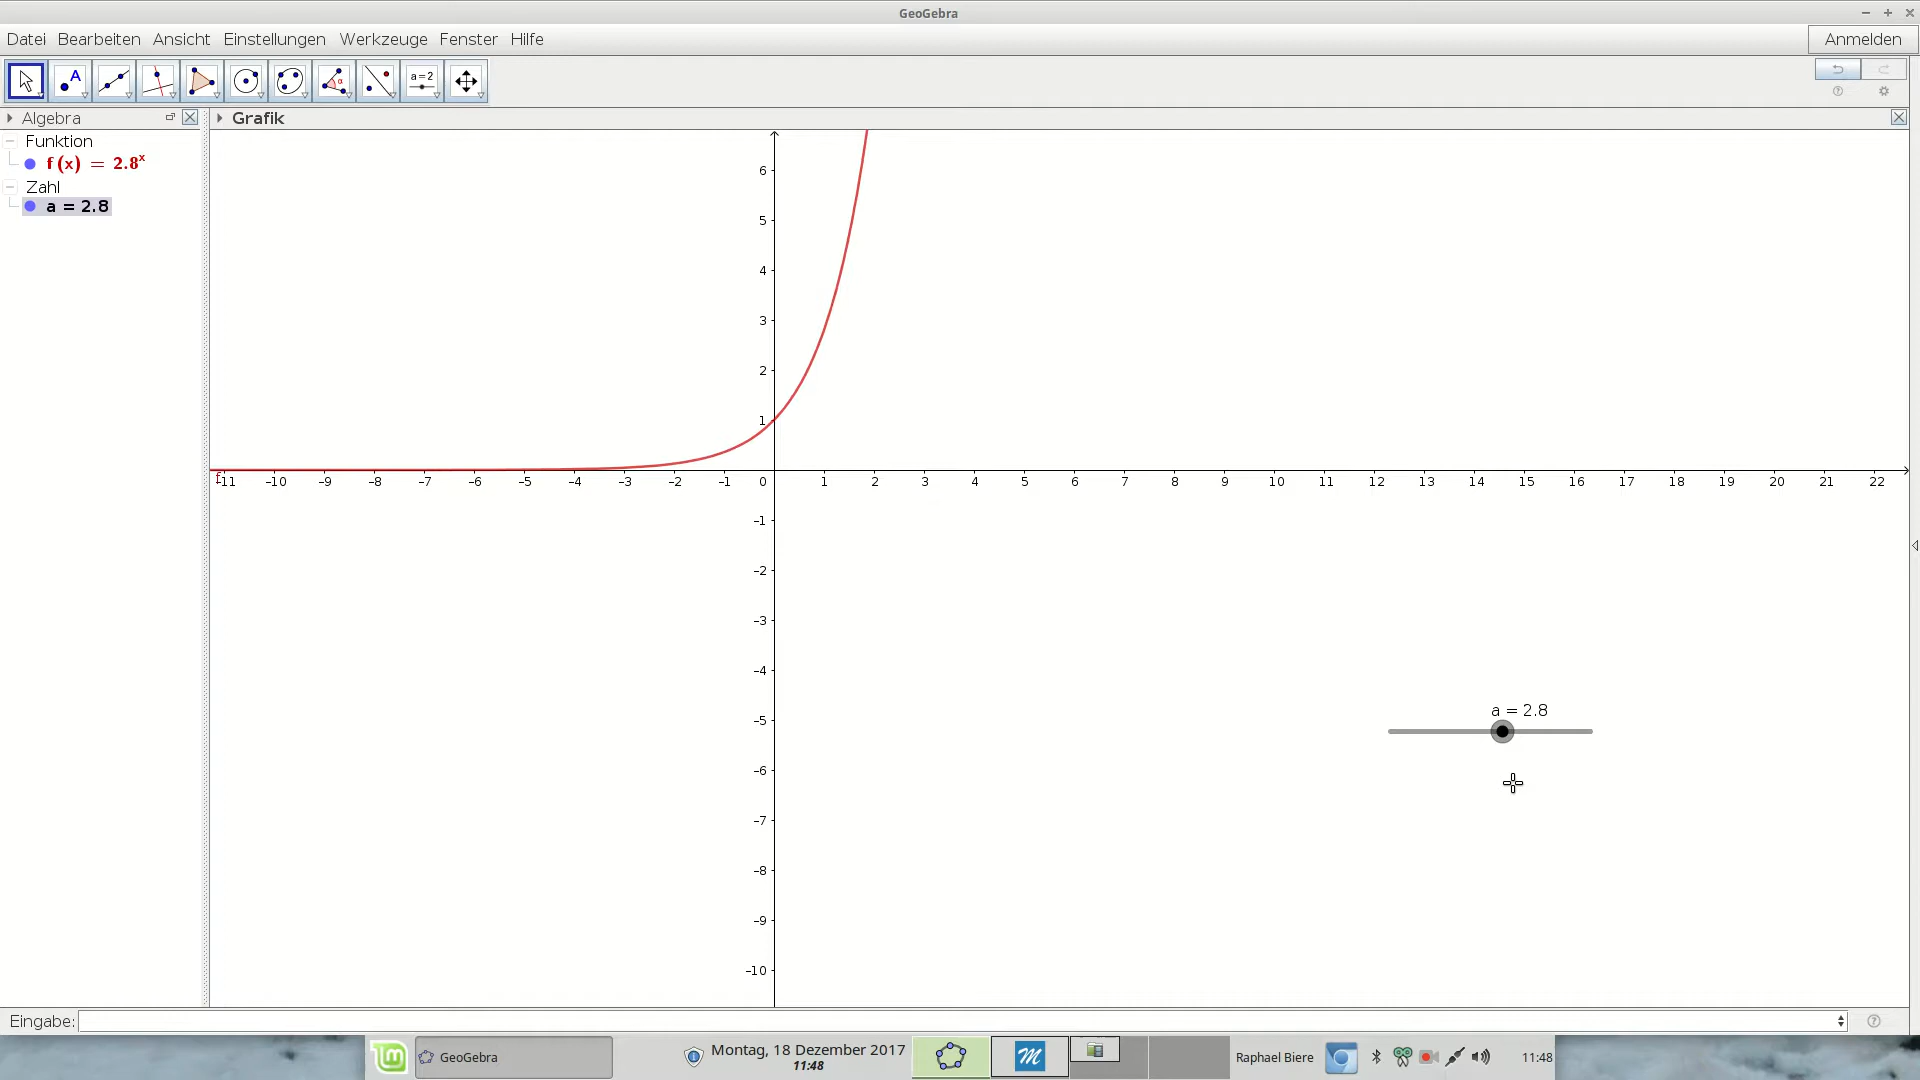 GeoGebra
Datei Bearbeiten Ansicht Einstellungen Werkzeuge Fenster Hilfe Anmelden
A α a=2
Algebra
Grafik
Funktion
f(x) = 2.8ˣ
Zahl
a = 2.8
6
5
4
3
2
1
f
-11 -10 -9 -8 -7 -6 -5 -4 -3 -2 -1 0 1 2 3 4 5 6 7 8 9 10 11 12 13 14 15 16 17 18 19 20 21 22
-1
-2
-3
-4
-5
-6
-7
-8
-9
-10
a = 2.8
Eingabe:
GeoGebra
Montag, 18 Dezember 2017
11:48
Raphael Biere
11:48